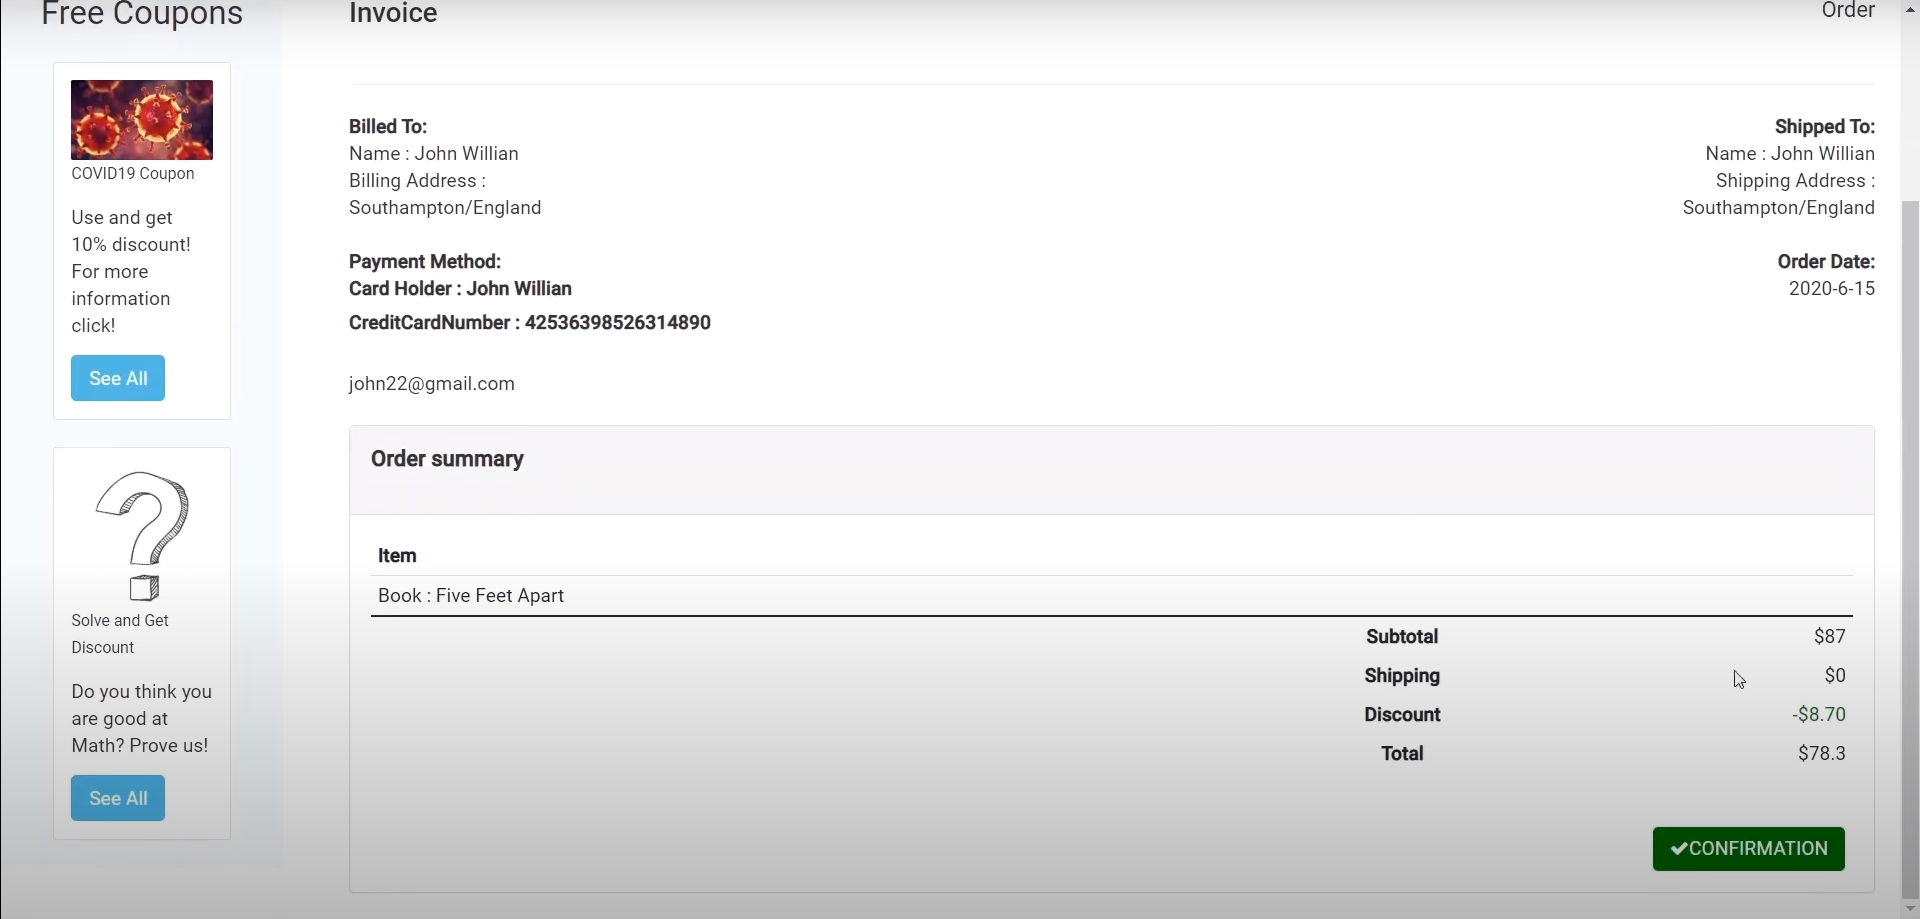 Free Coupons
COVID19 Coupon
Use and get
10% discount!
For more
information
click!
See All
Solve and Get
Discount
Do you think you
are good at
Math? Prove us!
See All
Invoice
Order
Billed To:
Name : John Willian
Billing Address :
Southampton/England
Shipped To:
Name : John Willian
Shipping Address :
Southampton/England
Payment Method:
Card Holder : John Willian
CreditCardNumber : 42536398526314890
Order Date:
2020-6-15
john22@gmail.com
Order summary
Item
Book : Five Feet Apart
Subtotal $87
Shipping $0
Discount -$8.70
Total $78.3
CONFIRMATION